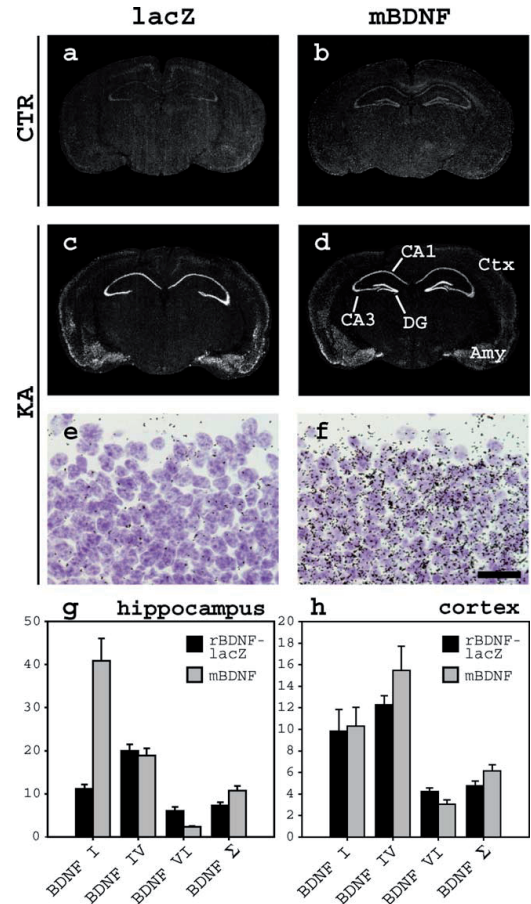 lacZ mBDNF
CTR
a
b
KA
c
d
CA1
Ctx
CA3
DG
Amy
e
f
g hippocampus
50
40
30
20
10
0
rBDNF-
lacZ
mBDNF
BDNF I
BDNF IV
BDNF VI
BDNF Σ
h cortex
20
18
16
14
12
10
8
6
4
2
0
rBDNF-
lacZ
mBDNF
BDNF I
BDNF IV
BDNF VI
BDNF Σ